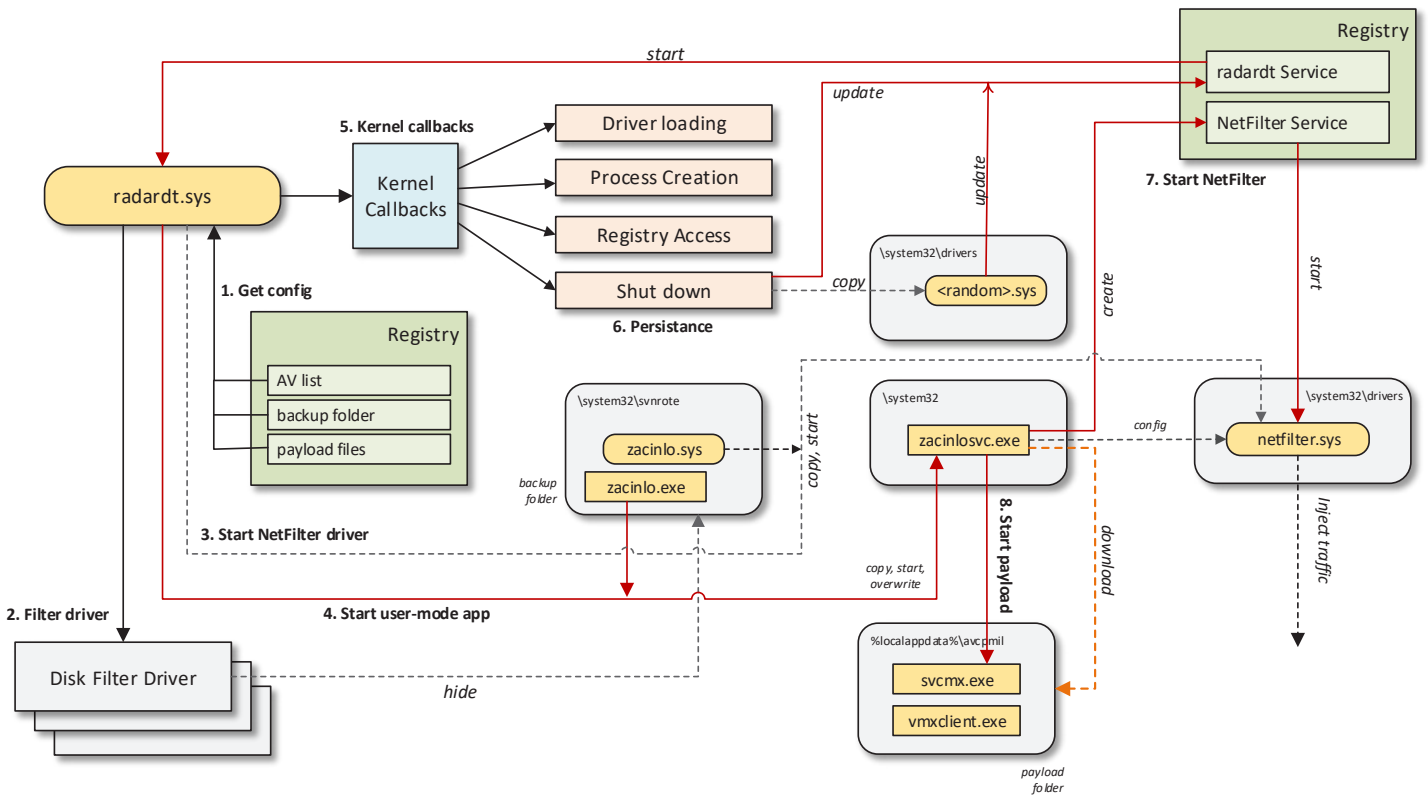 Registry
start
radardt Service
update
5. Kernel callbacks
Driver loading
NetFilter Service
Kernel
Callbacks
Process Creation
update
7. Start NetFilter
radardt.sys
Registry Access
\system32\drivers
start
1. Get config
Shut down
copy
<random>.sys
create
6. Persistance
Registry
AV list
backup folder
payload files
\system32\svnrote
\system32
\system32\drivers
copy, start
zacinlo.sys
zacinlosvc.exe
config
netfilter.sys
backup
folder
zacinlo.exe
3. Start NetFilter driver
8. Start payload
download
Inject traffic
copy, start,
overwrite
2. Filter driver
4. Start user-mode app
%localappdata%\avcpmil
Disk Filter Driver
hide
svcmx.exe
vmxclient.exe
payload
folder